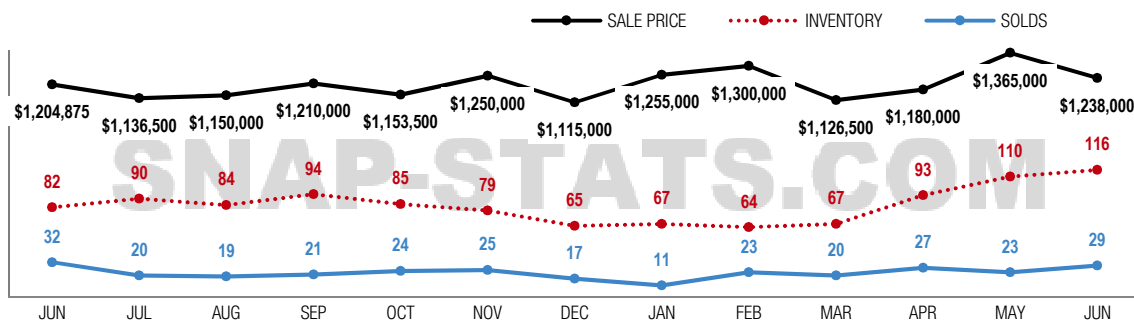 SALE PRICE INVENTORY SOLDS
$1,204,875 $1,136,500 $1,150,000 $1,210,000 $1,153,500 $1,250,000 $1,115,000 $1,255,000 $1,300,000 $1,126,500 $1,180,000 $1,365,000 $1,238,000
SNAP-STATS.COM
82 90 84 94 85 79 65 67 64 67 93 110 116
32 20 19 21 24 25 17 11 23 20 27 23 29
JUN JUL AUG SEP OCT NOV DEC JAN FEB MAR APR MAY JUN